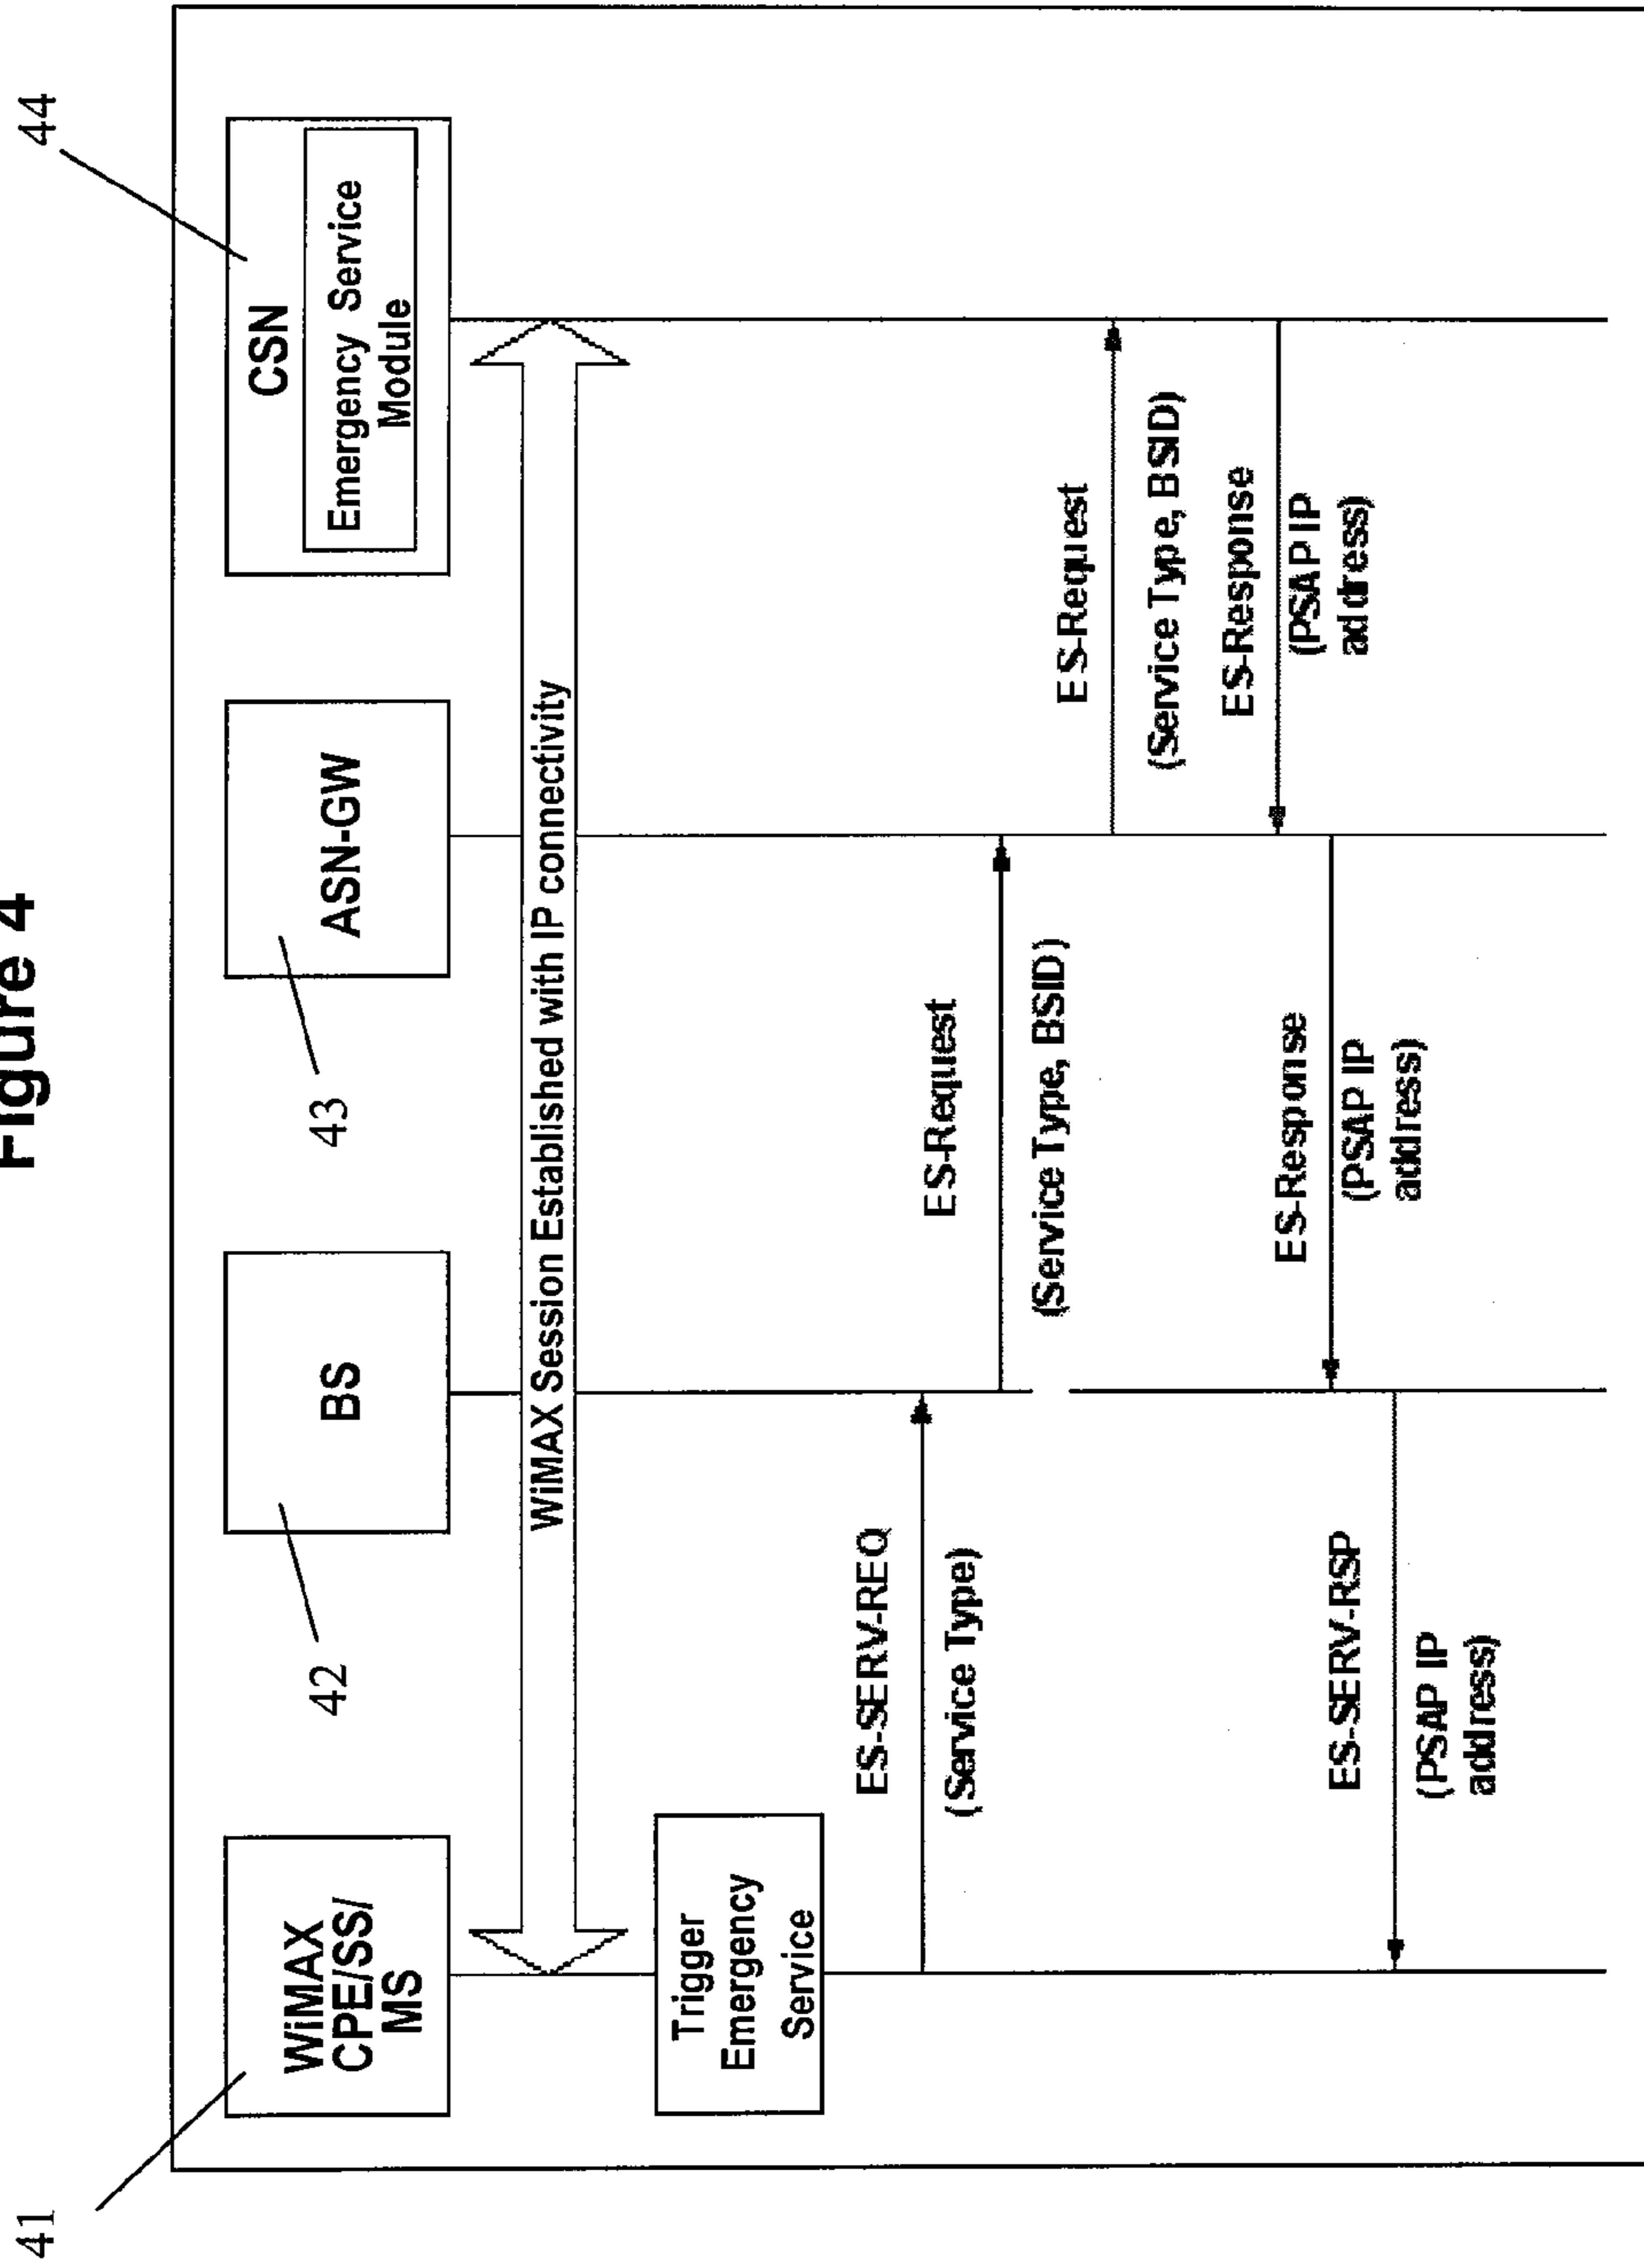 Figure 4
41
42
43
44
WiMAX
CPE/SS/
MS
BS
ASN-GW
CSN
Emergency Service
Module
WiMAX Session Established with IP connectivity
Trigger
Emergency
Service
ES-SERV-REQ
(Service Type)
ES-Request
(Service Type, BSID)
ES-Request
(Service Type, BSID)
ES-Response
(PSAP IP
address)
ES-Response
(PSAP IP
address)
ES-SERV-RSP
(PSAP IP
address)